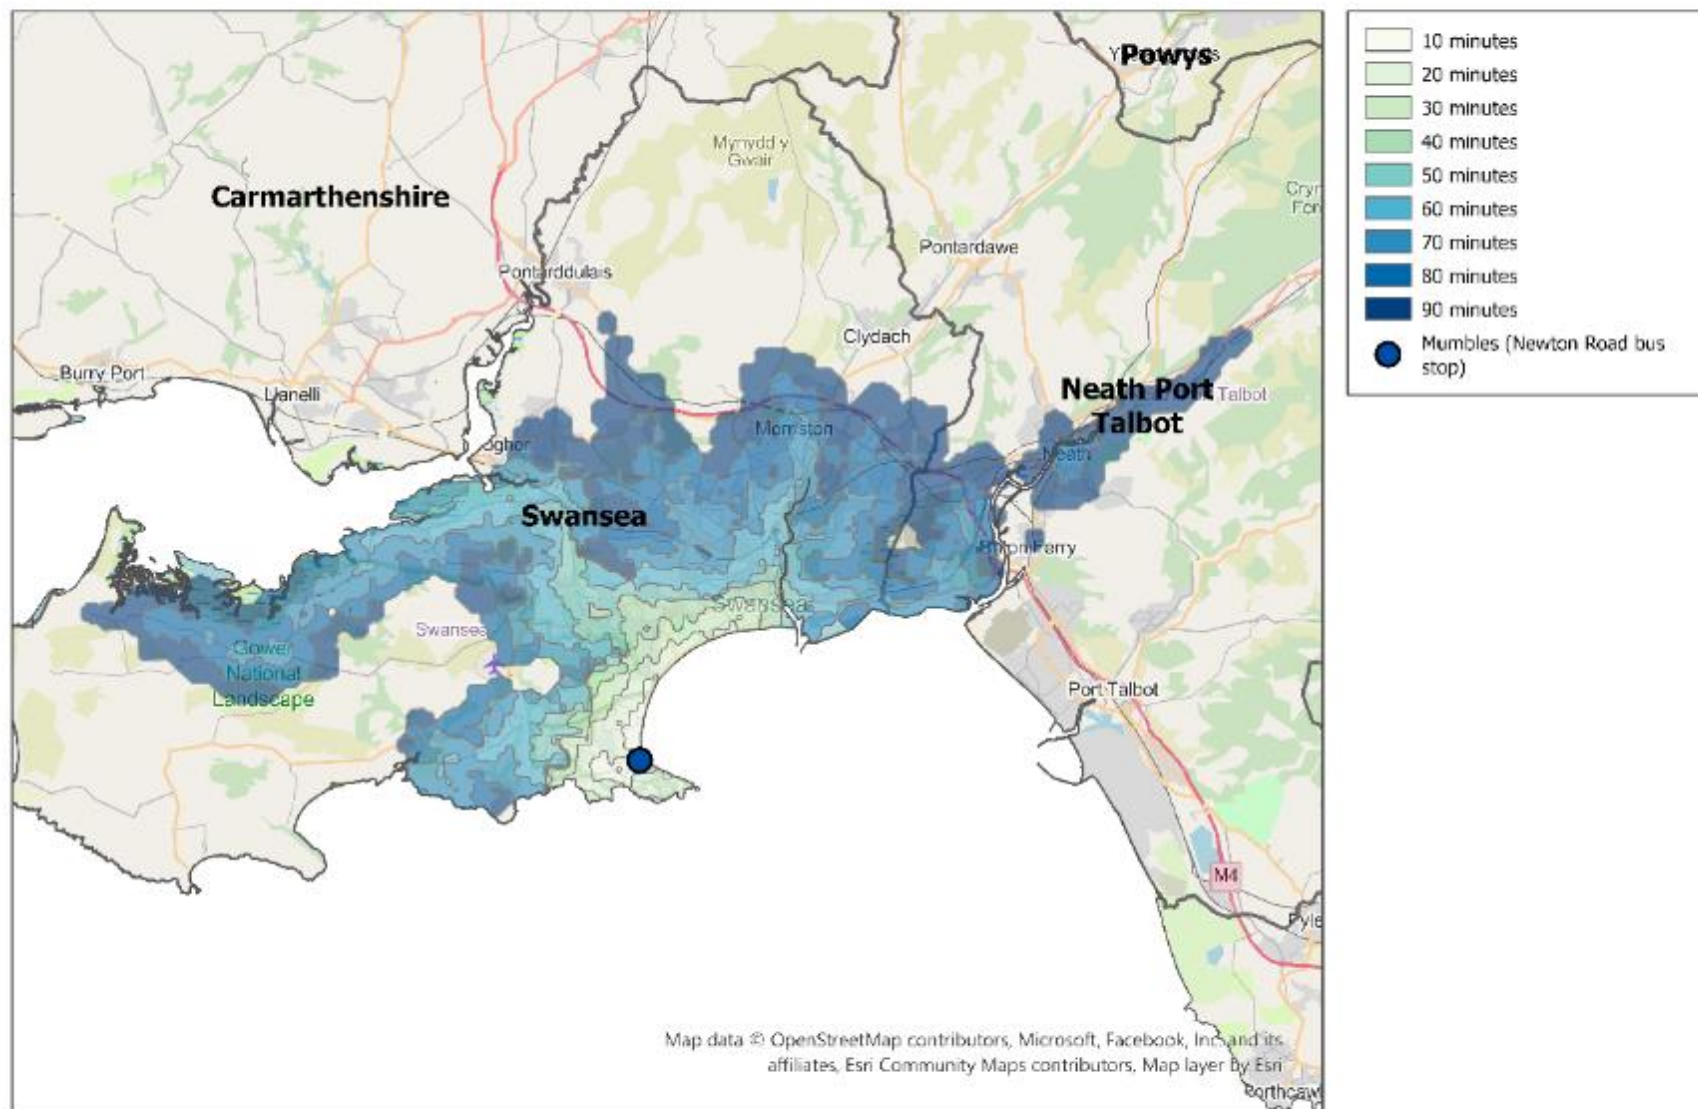 Powys
Carmarthenshire
Mynydd y
Gwair
Pontardawe
Pontarddulais
Clydach
Burry Port
Llanelli
Neath Port
Talbot
Talbot
Morriston
Neath
Swansea
Ferry
Swansea
Swansea
Gower
National
Landscape
Port Talbot
M4
Map data © OpenStreetMap contributors, Microsoft, Facebook, Inc. and its
affiliates, Esri Community Maps contributors, Map layer by Esri
10 minutes
20 minutes
30 minutes
40 minutes
50 minutes
60 minutes
70 minutes
80 minutes
90 minutes
Mumbles (Newton Road bus
stop)